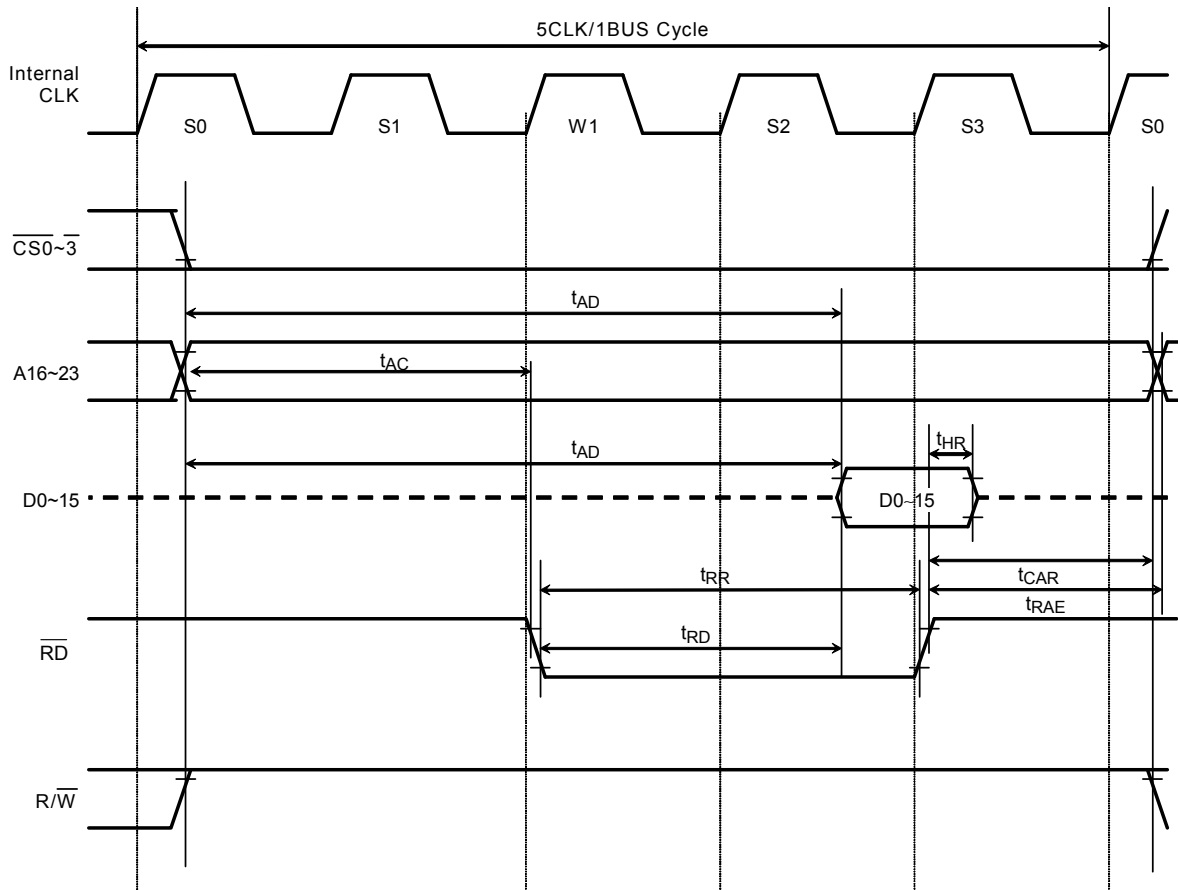 5CLK/1BUS Cycle
Internal
CLK
S0 S1 W1 S2 S3 S0
CS0~3
tAD
A16~23
tAC
tAD
tHR
D0~15
D0~15
tRR
tCAR
tRAE
RD
tRD
R/W